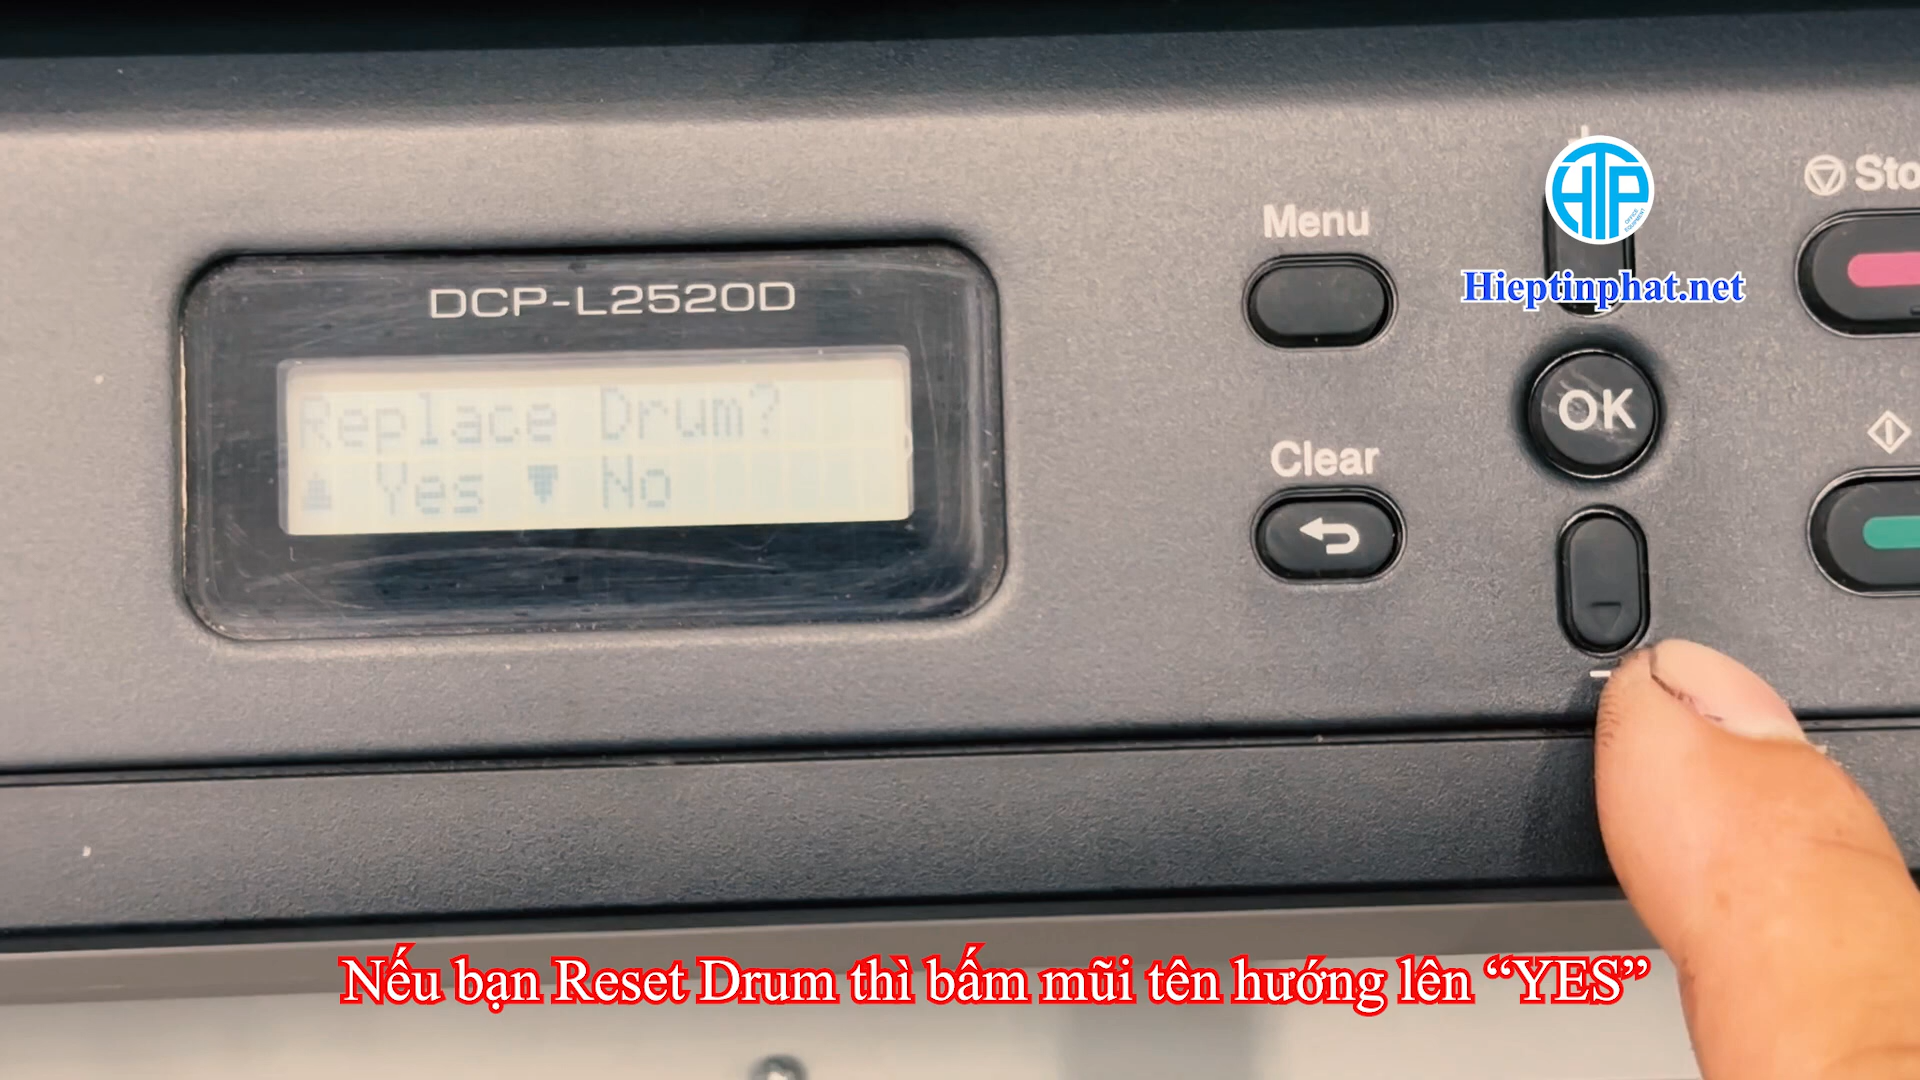 DCP-L2520D
Replace Drum?
▲ Yes ▼ No
Menu
Clear
OK
HTP
Hieptinphat.net
Nếu bạn Reset Drum thì bấm mũi tên hướng lên “YES”